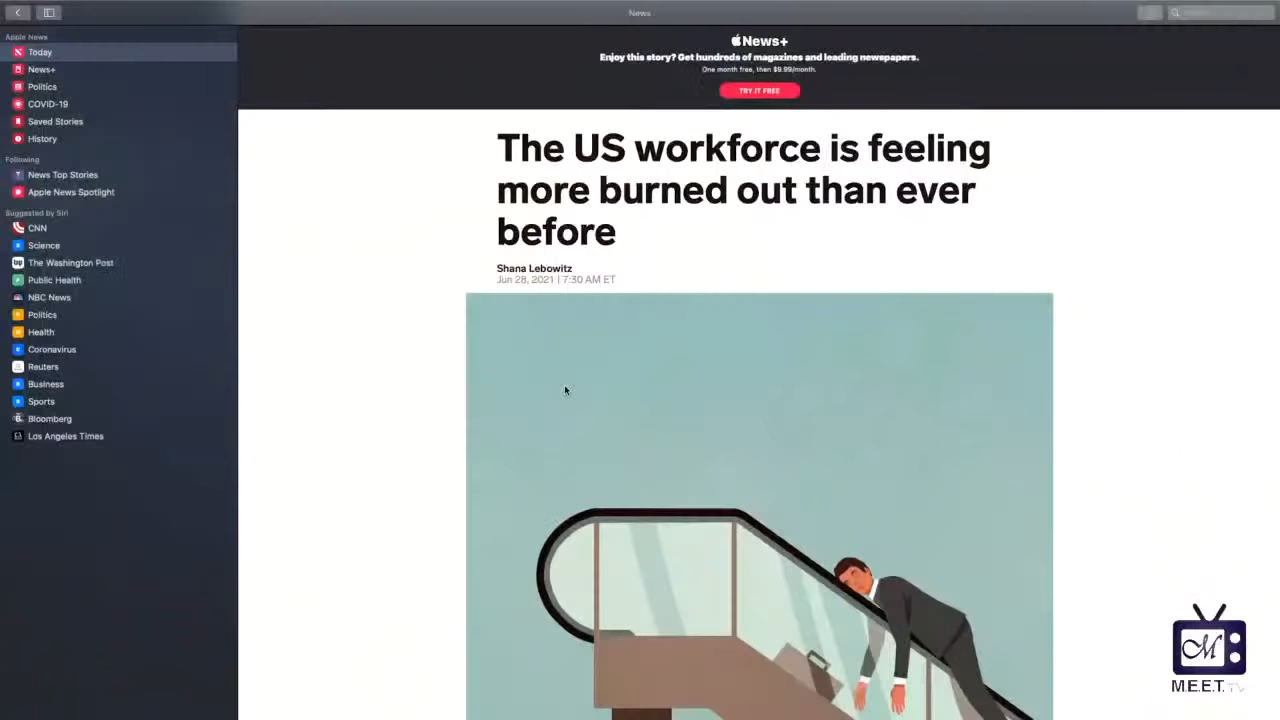 News
Apple News
Today
News+
Politics
COVID-19
Saved Stories
History
Following
News Top Stories
Apple News Spotlight
Suggested by Siri
CNN
Science
The Washington Post
Public Health
NBC News
Politics
Health
Coronavirus
Reuters
Business
Sports
Bloomberg
Los Angeles Times
News+
Enjoy this story? Get hundreds of magazines and leading newspapers.
One month free, then $9.99/month.
TRY IT FREE
The US workforce is feeling
more burned out than ever
before
Shana Lebowitz
Jun 28, 2021 | 7:30 AM ET
M
M.E.E.T. TV